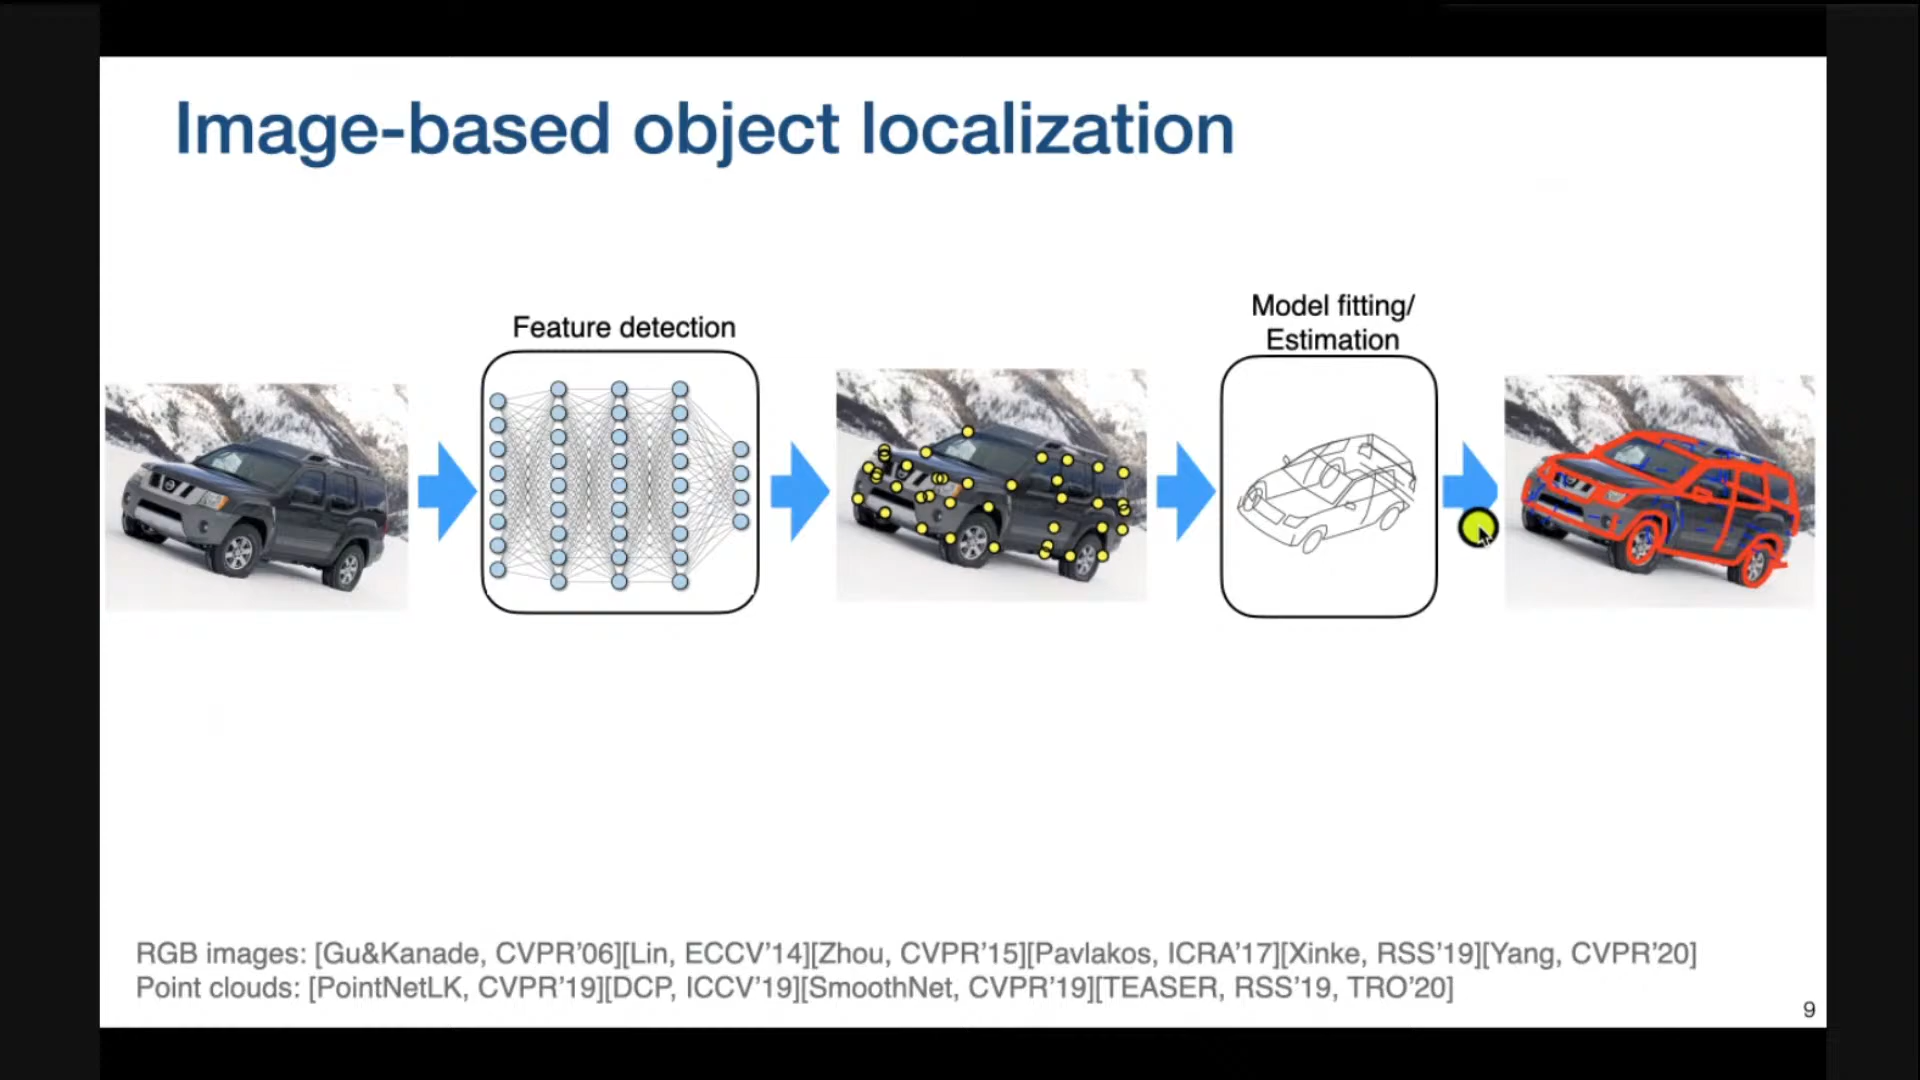 Image-based object localization
Feature detection
Model fitting/
Estimation
RGB images: [Gu&Kanade, CVPR’06][Lin, ECCV’14][Zhou, CVPR’15][Pavlakos, ICRA’17][Xinke, RSS’19][Yang, CVPR’20]
Point clouds: [PointNetLK, CVPR’19][DCP, ICCV’19][SmoothNet, CVPR’19][TEASER, RSS’19, TRO’20]
9